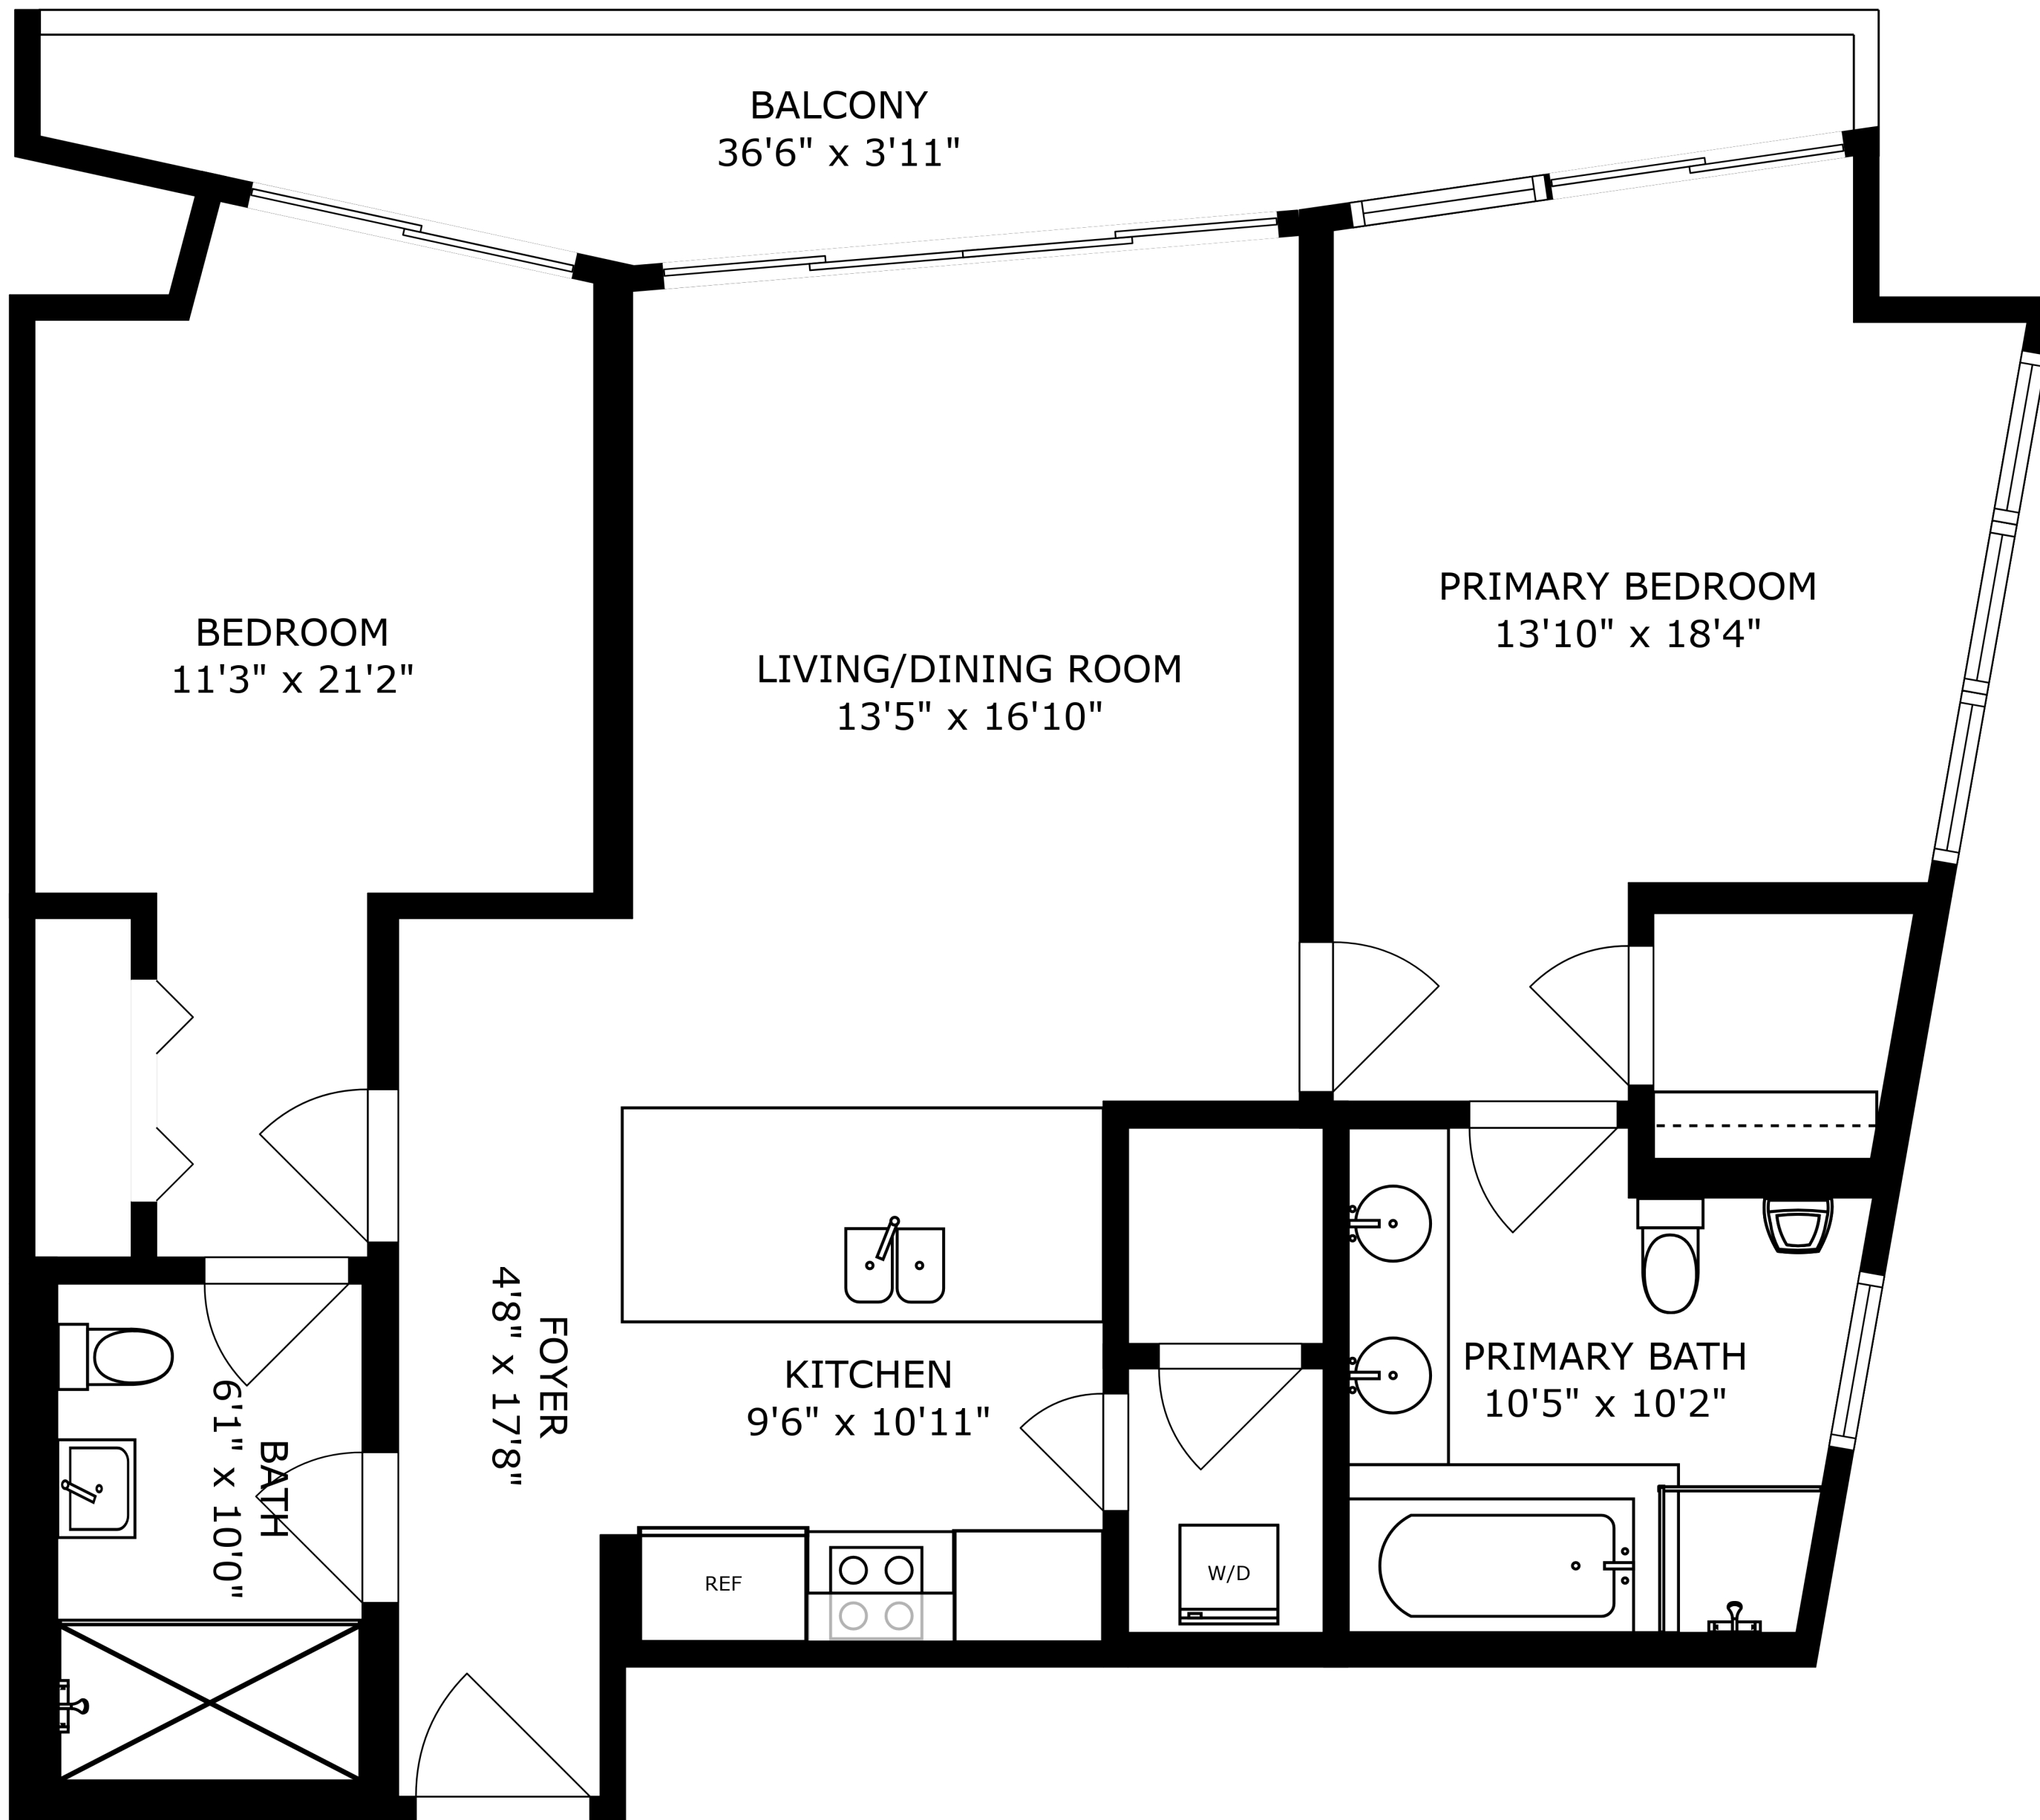 BALCONY
36'6" x 3'11"
PRIMARY BEDROOM
13'10" x 18'4"
BEDROOM
11'3" x 21'2"
LIVING/DINING ROOM
13'5" x 16'10"
FOYER
4'8" x 17'8"
KITCHEN
9'6" x 10'11"
PRIMARY BATH
10'5" x 10'2"
BATH
6'1" x 10'0"
REF
W/D